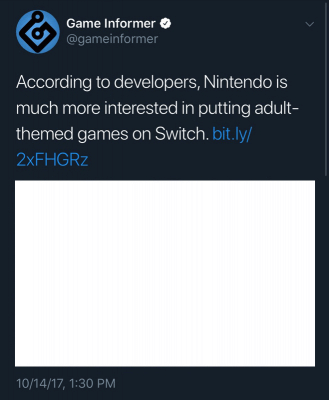 Game Informer
@gameinformer
According to developers, Nintendo is
much more interested in putting adult-
themed games on Switch. bit.ly/
2xFHGRz
10/14/17, 1:30 PM